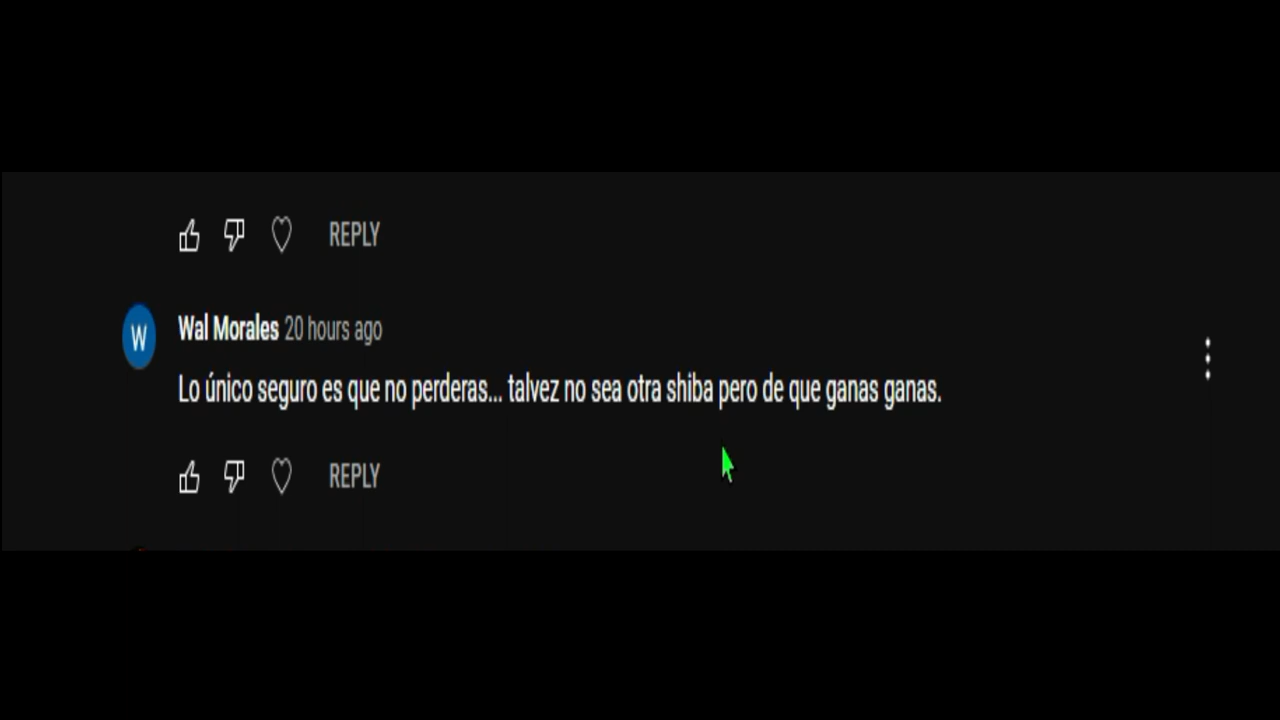 REPLY
W
Wal Morales 20 hours ago
Lo único seguro es que no perderas... talvez no sea otra shiba pero de que ganas ganas.
REPLY